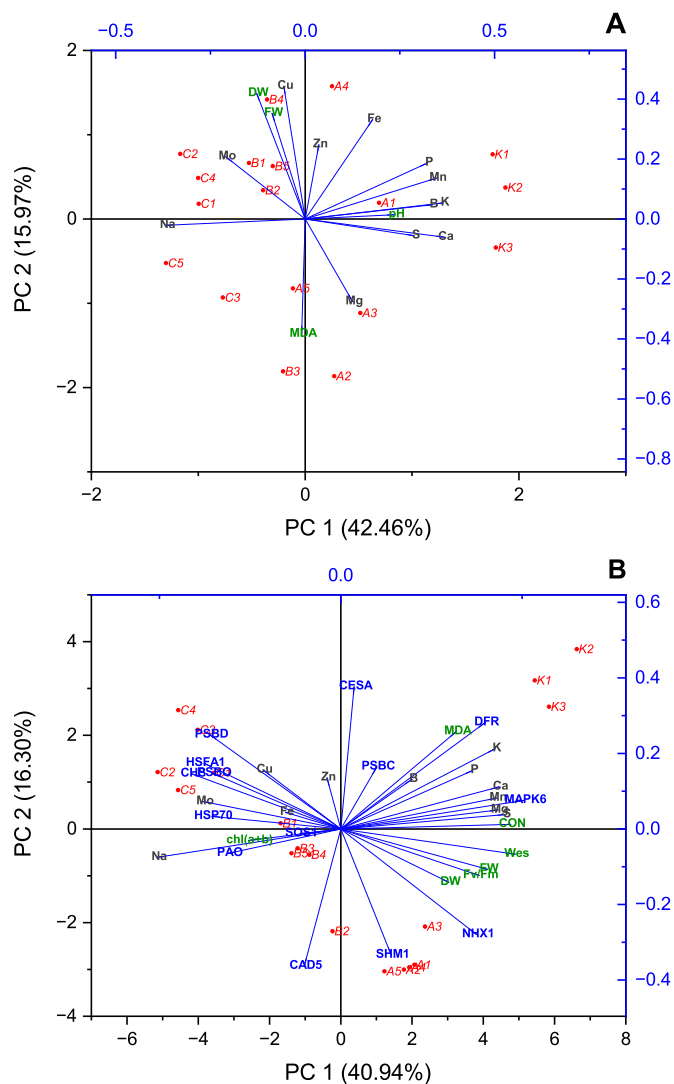 −0.5 0.0 0.5
A
2 0.4
DW Cu B4 A4
FW Fe
Zn
C2 Mo B1 B5 P K1 0.2
C4 B2 Mn K2
C1 A1 B K
pH
0 Na S Ca 0.0
K3
C5
A5 −0.2
C3 Mg A3
MDA −0.4
B3 A2
−2
−0.6
−0.8
−2 0 2
PC 2 (15.97%)
PC 1 (42.46%)
0.0
B
0.6
4 K2
C4 CESA K1 0.4
K3
PSBD MDA DFR
2 K
HSFA1 PSBC P 0.2
C2 Cu Zn B
C5 Ca
Mo Mn MAPK6
HSP70 Fe Mg
B1 S
CON
0 SOS1 0.0
chl(a+b)
Na PAO B3 B4 Wes
FW
Fv/Fm
DW
−2 B2 A3 −0.2
NHX1
CAD5 SHM1
A5 A1
−0.4
−4
−6 −4 −2 0 2 4 6 8
PC 2 (16.30%)
PC 1 (40.94%)